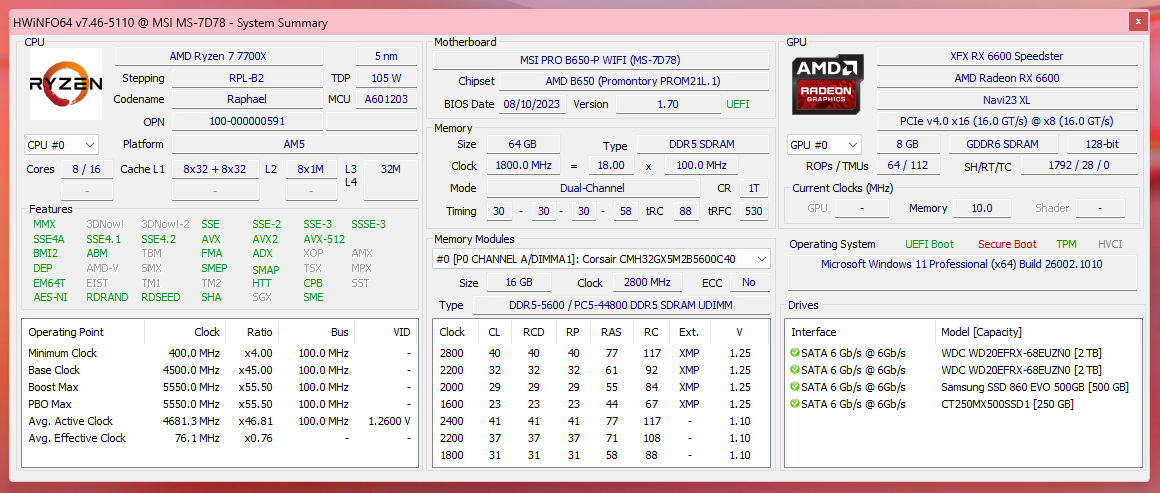 HWiNFO64 v7.46-5110 @ MSI MS-7D78 - System Summary
x
CPU
RYZEN
AMD Ryzen 7 7700X
5 nm
Stepping
RPL-B2
TDP
105 W
Codename
Raphael
MCU
A601203
OPN
100-000000591
CPU #0
Platform
AM5
Cores
8 / 16
Cache L1
8x32 + 8x32
L2
8x1M
L3
32M
L4
-
-
-
Features
MMX 3DNow! 3DNow!-2 SSE SSE-2 SSE-3 SSSE-3
SSE4A SSE4.1 SSE4.2 AVX AVX2 AVX-512
BMI2 ABM TBM FMA ADX XOP AMX
DEP AMD-V SMX SMEP SMAP TSX MPX
EM64T EIST TM1 TM2 HTT CPB SST
AES-NI RDRAND RDSEED SHA SGX SME
Operating Point Clock Ratio Bus VID
Minimum Clock 400.0 MHz x4.00 100.0 MHz -
Base Clock 4500.0 MHz x45.00 100.0 MHz -
Boost Max 5550.0 MHz x55.50 100.0 MHz -
PBO Max 5550.0 MHz x55.50 100.0 MHz -
Avg. Active Clock 4681.3 MHz x46.81 100.0 MHz 1.2600 V
Avg. Effective Clock 76.1 MHz x0.76 - -
Motherboard
MSI PRO B650-P WIFI (MS-7D78)
Chipset
AMD B650 (Promontory PROM21L.1)
BIOS Date
08/10/2023
Version
1.70
UEFI
Memory
Size
64 GB
Type
DDR5 SDRAM
Clock
1800.0 MHz = 18.00 x 100.0 MHz
Mode
Dual-Channel
CR
1T
Timing
30 - 30 - 30 - 58 tRC 88 tRFC 530
Memory Modules
#0 [P0 CHANNEL A/DIMMA1]: Corsair CMH32GX5M2B5600C40
Size
16 GB
Clock
2800 MHz
ECC
No
Type
DDR5-5600 / PC5-44800 DDR5 SDRAM UDIMM
Clock CL RCD RP RAS RC Ext. V
2800 40 40 40 77 117 XMP 1.25
2200 32 32 32 61 92 XMP 1.25
2000 29 29 29 55 84 XMP 1.25
1600 23 23 23 44 67 XMP 1.25
2400 41 41 41 77 117 - 1.10
2200 37 37 37 71 108 - 1.10
1800 31 31 31 58 88 - 1.10
GPU
AMD
RADEON
GRAPHICS
XFX RX 6600 Speedster
AMD Radeon RX 6600
Navi23 XL
PCIe v4.0 x16 (16.0 GT/s) @ x8 (16.0 GT/s)
GPU #0
8 GB
GDDR6 SDRAM
128-bit
ROPs / TMUs
64 / 112
SH/RT/TC
1792 / 28 / 0
Current Clocks (MHz)
GPU
-
Memory
10.0
Shader
-
Operating System
UEFI Boot
Secure Boot
TPM
HVCI
Microsoft Windows 11 Professional (x64) Build 26002.1010
Drives
Interface Model [Capacity]
SATA 6 Gb/s @ 6Gb/s WDC WD20EFRX-68EUZN0 [2 TB]
SATA 6 Gb/s @ 6Gb/s WDC WD20EFRX-68EUZN0 [2 TB]
SATA 6 Gb/s @ 6Gb/s Samsung SSD 860 EVO 500GB [500 GB]
SATA 6 Gb/s @ 6Gb/s CT250MX500SSD1 [250 GB]